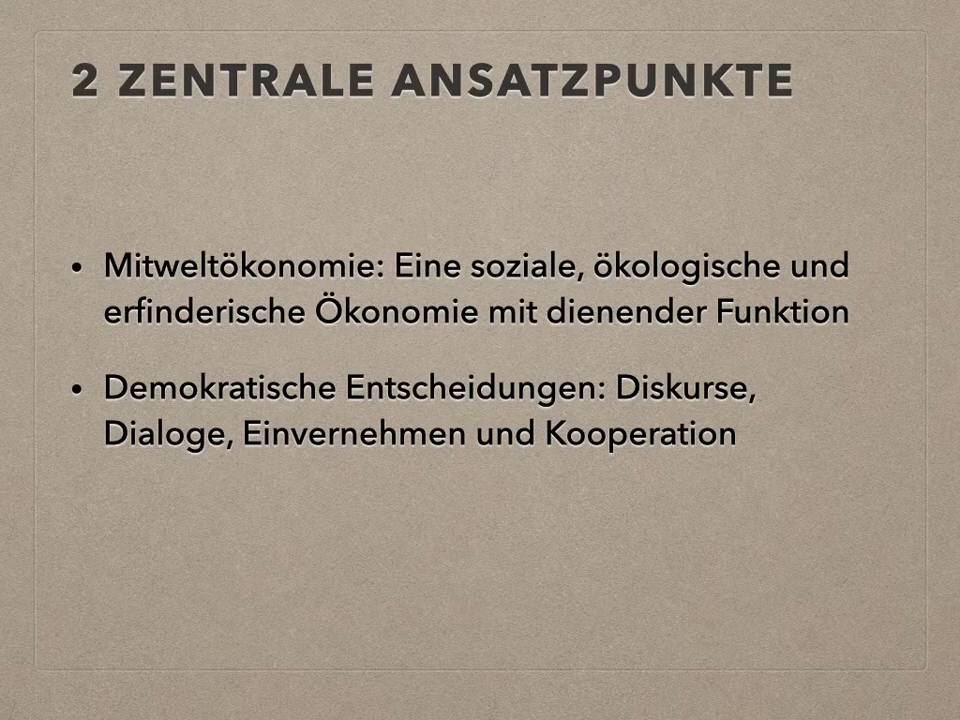 2 ZENTRALE ANSATZPUNKTE
• Mitweltökonomie: Eine soziale, ökologische und
erfinderische Ökonomie mit dienender Funktion
• Demokratische Entscheidungen: Diskurse,
Dialoge, Einvernehmen und Kooperation